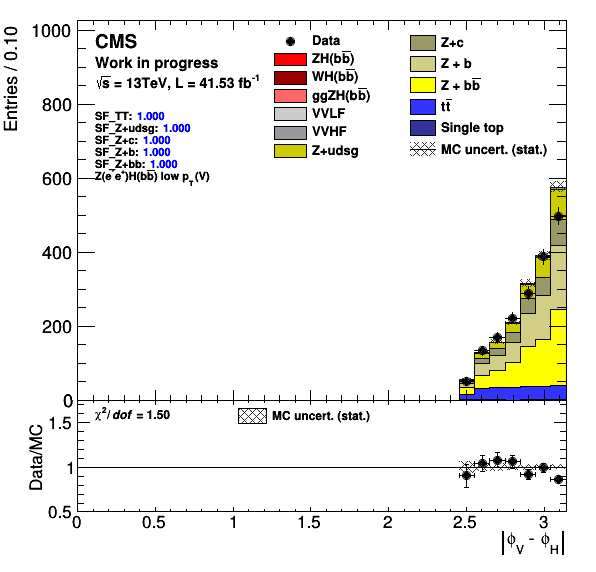 CMS
Work in progress
√s = 13TeV, L = 41.53 fb⁻¹
SF_TT: 1.000
SF_Z+udsg: 1.000
SF_Z+c: 1.000
SF_Z+b: 1.000
SF_Z+bb: 1.000
Z(e⁻e⁺)H(bb̅) low p_T(V)
Data
ZH(bb̅)
WH(bb̅)
ggZH(bb̅)
VVLF
VVHF
Z+udsg
Z+c
Z + b
Z + bb̅
tt̅
Single top
MC uncert. (stat.)
Entries / 0.10
1000
800
600
400
200
0
χ²/dof = 1.50
MC uncert. (stat.)
Data/MC
1.5
1
0.5
0 0.5 1 1.5 2 2.5 3
|ϕ_V - ϕ_H|